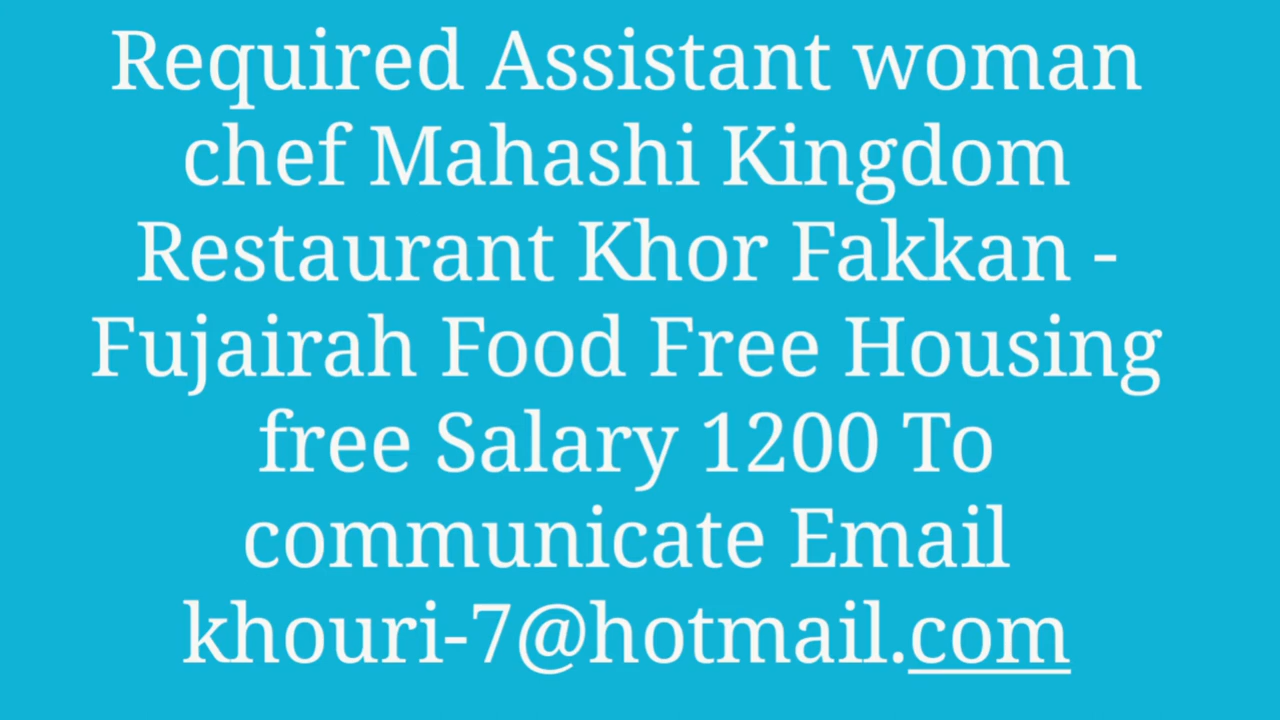 Required Assistant woman
chef Mahashi Kingdom
Restaurant Khor Fakkan -
Fujairah Food Free Housing
free Salary 1200 To
communicate Email
khouri-7@hotmail.com